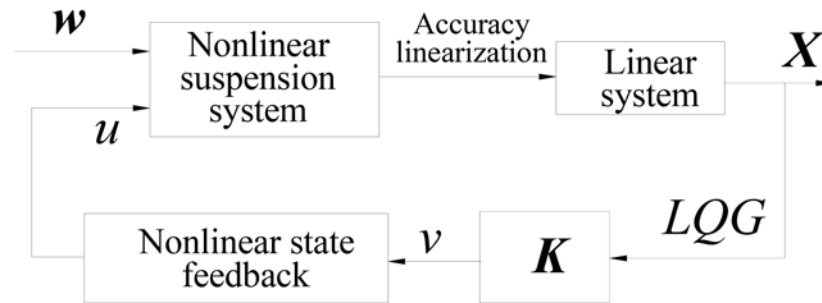 w
Nonlinear
suspension
system
Accuracy
linearization
Linear
system
X
u
Nonlinear state
feedback
v
K
LQG